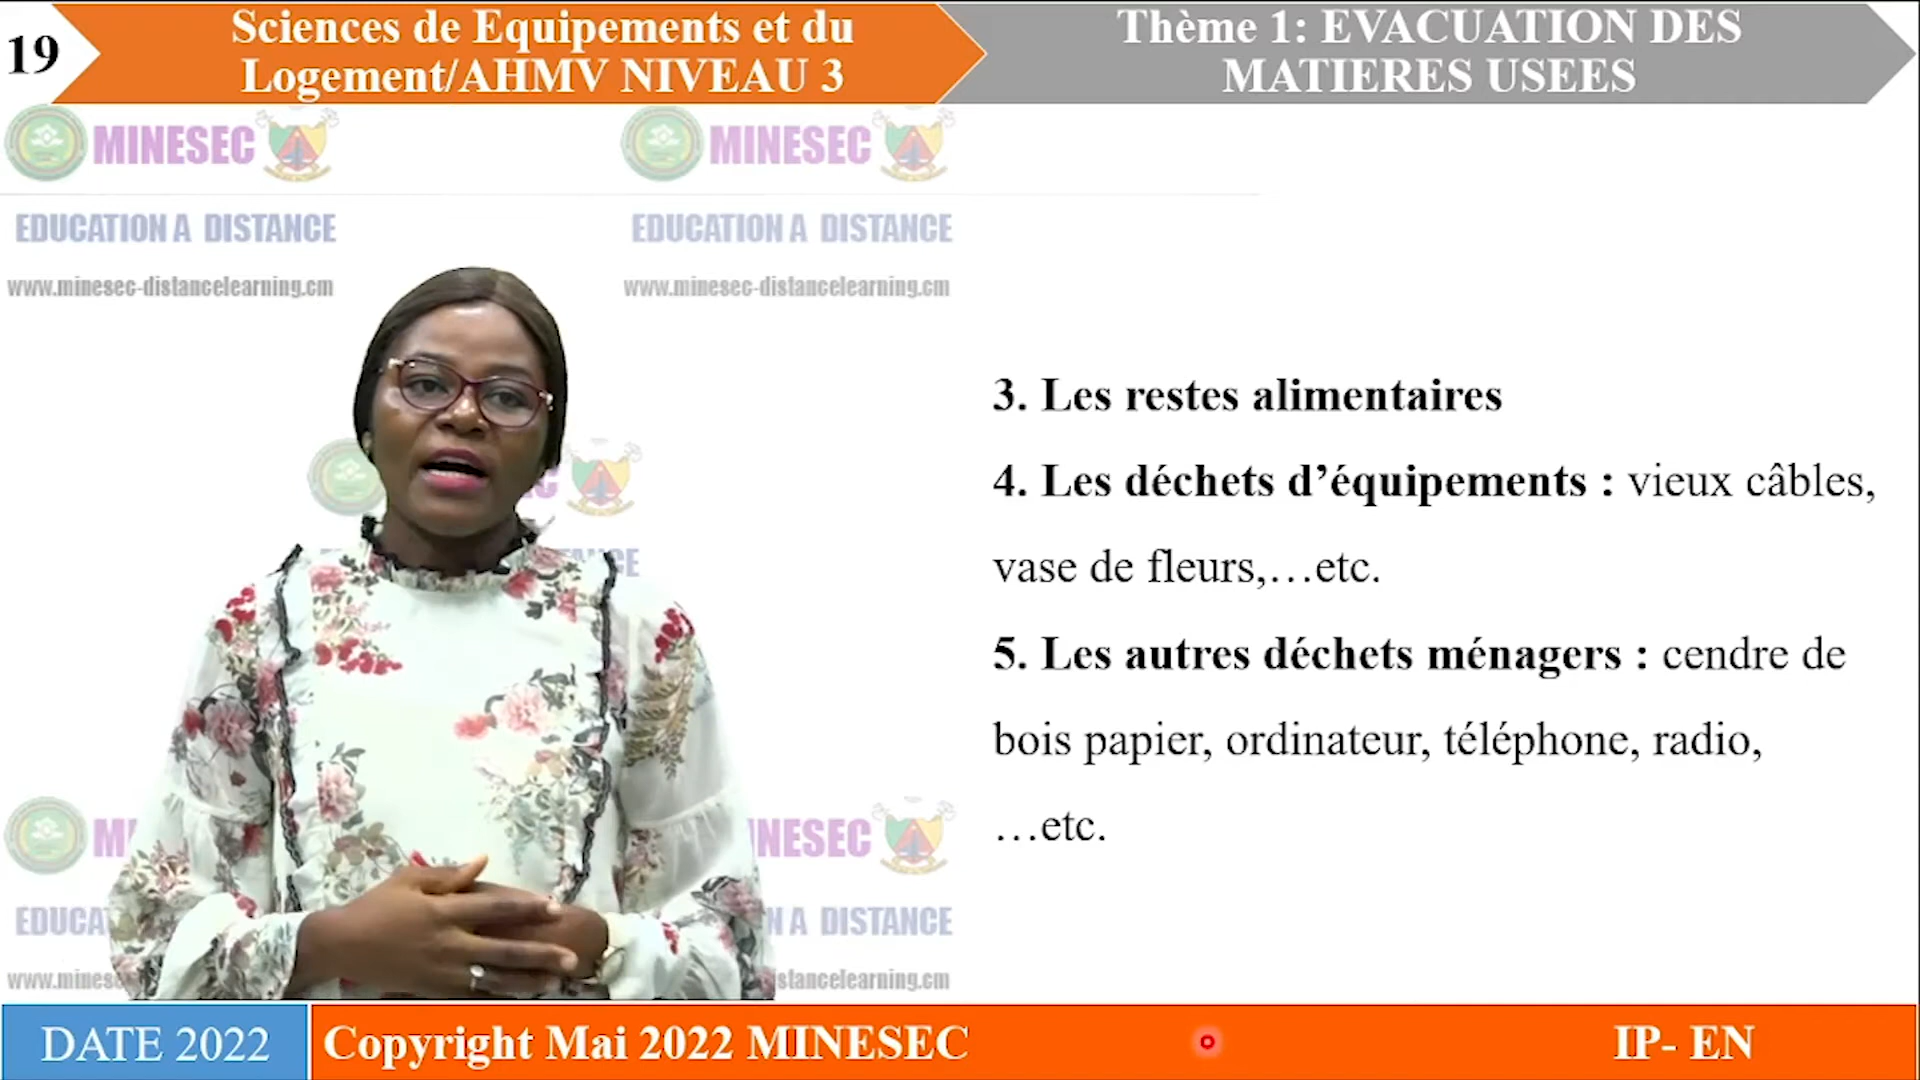 19
Sciences de Equipements et du
Logement/AHMV NIVEAU 3
Thème 1: EVACUATION DES
MATIERES USEES
MINESEC
MINESEC
EDUCATION A DISTANCE
EDUCATION A DISTANCE
www.minesec-distancelearning.cm
www.minesec-distancelearning.cm
3. Les restes alimentaires
4. Les déchets d’équipements : vieux câbles,
vase de fleurs,…etc.
5. Les autres déchets ménagers : cendre de
bois papier, ordinateur, téléphone, radio,
…etc.
DATE 2022
Copyright Mai 2022 MINESEC
IP- EN